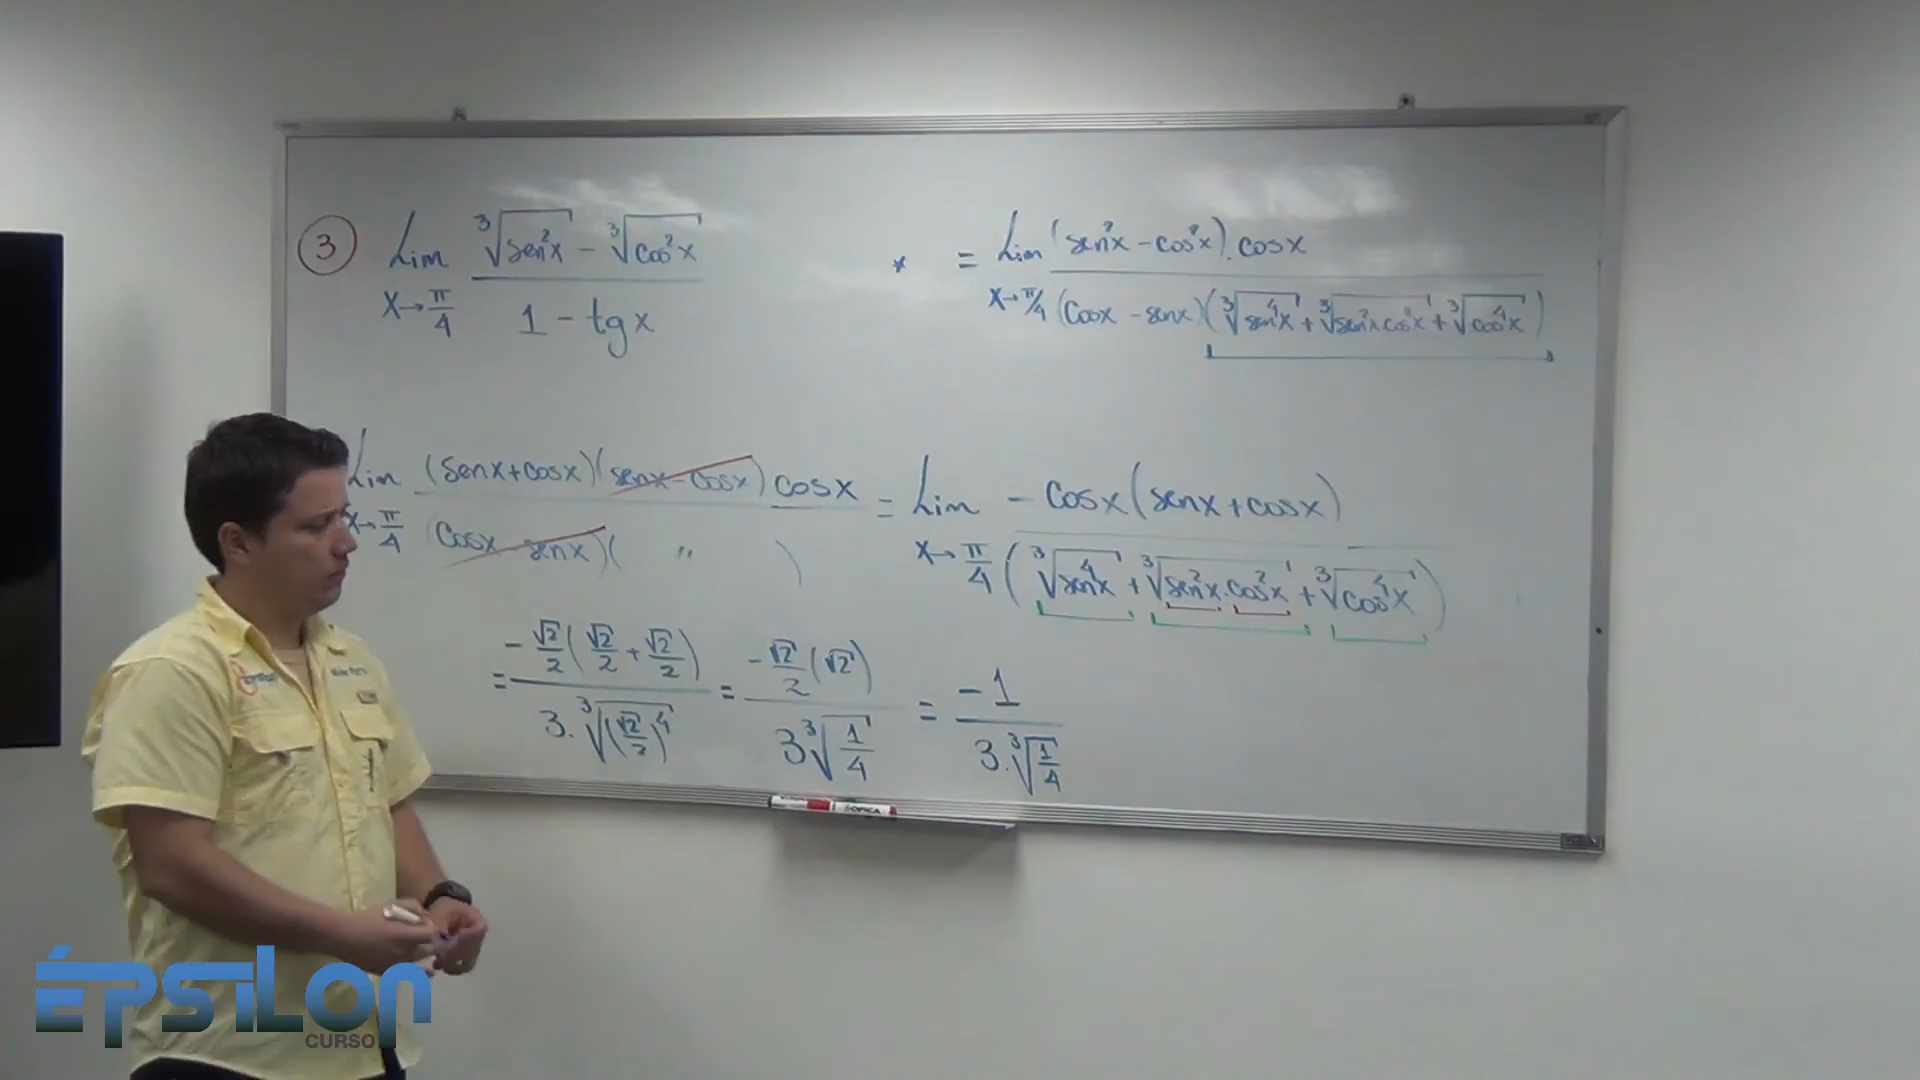 ③ Lim x→π/4 (∛(sen²x) − ∛(cos²x)) / (1 − tgx)
* = Lim x→π/4 (sen²x − cos²x).cosx / (Cosx − senx)(∛(sen⁴x) + ∛(sen²xcos²x) + ∛(cos⁴x))
Lim x→π/4 (Senx+cosx)(senx−cosx)cosx / (Cosx−senx)( " ) = Lim x→π/4 −Cosx(senx+cosx) / (∛(sen⁴x) + ∛(sen²x.cos²x) + ∛(cos⁴x))
= −√2/2(√2/2 + √2/2) / 3.∛((√2/2)⁴) = −√2/2(√2) / 3∛(1/4) = −1 / 3.∛(1/4)
ÉPSILON
CURSO